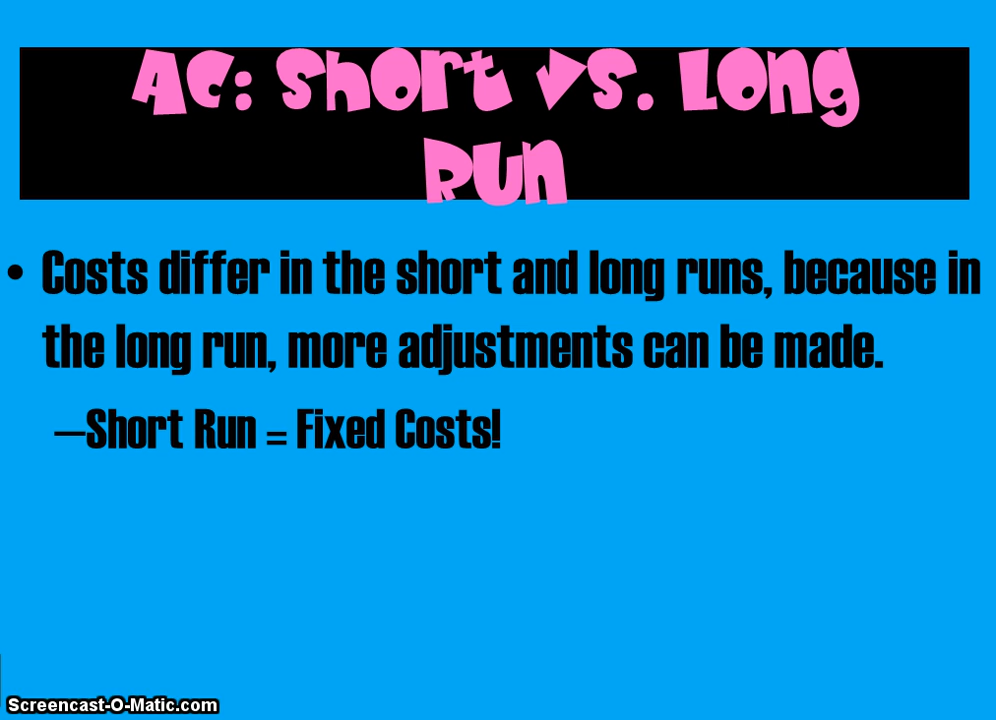 AC: Short vs. Long
Run
• Costs differ in the short and long runs, because in
the long run, more adjustments can be made.
–Short Run = Fixed Costs!
Screencast-O-Matic.com